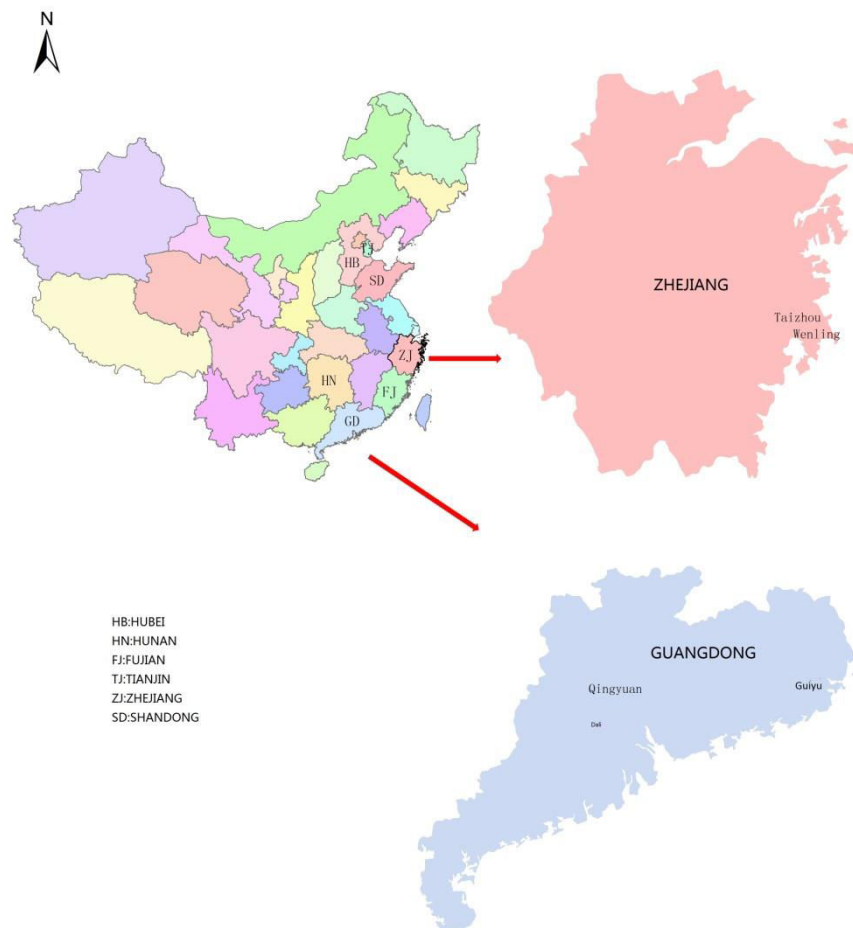 N
TJ
HB
SD
ZJ
HN
FJ
GD
ZHEJIANG
Taizhou
Wenling
HB:HUBEI
HN:HUNAN
FJ:FUJIAN
TJ:TIANJIN
ZJ:ZHEJIANG
SD:SHANDONG
GUANGDONG
Qingyuan
Guiyu
Dali